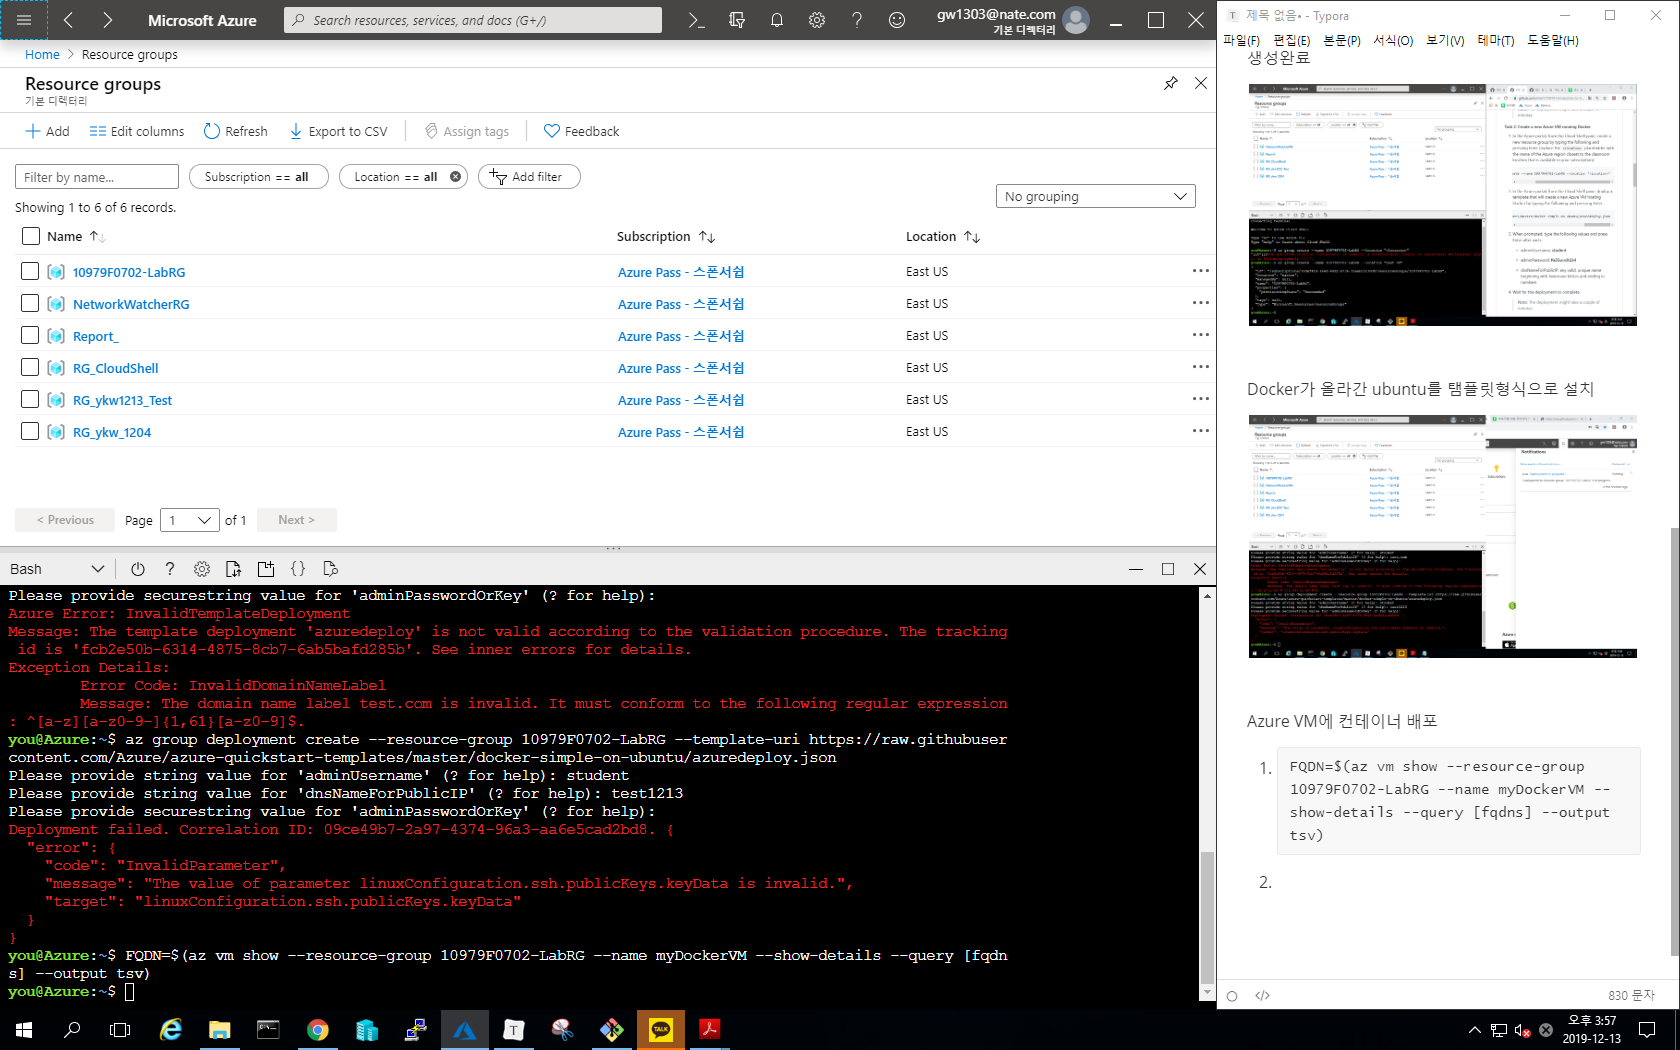 Microsoft Azure
Search resources, services, and docs (G+/)
gw1303@nate.com
기본 디렉터리
Home > Resource groups
Resource groups
기본 디렉터리
Add
Edit columns
Refresh
Export to CSV
Assign tags
Feedback
Filter by name...
Subscription == all
Location == all
Add filter
Showing 1 to 6 of 6 records.
No grouping
Name
Subscription
Location
10979F0702-LabRG
Azure Pass - 스폰서쉽
East US
NetworkWatcherRG
Azure Pass - 스폰서쉽
East US
Report_
Azure Pass - 스폰서쉽
East US
RG_CloudShell
Azure Pass - 스폰서쉽
East US
RG_ykw1213_Test
Azure Pass - 스폰서쉽
East US
RG_ykw_1204
Azure Pass - 스폰서쉽
East US
< Previous
Page 1 of 1
Next >
Bash
Please provide securestring value for 'adminPasswordOrKey' (? for help):
Azure Error: InvalidTemplateDeployment
Message: The template deployment 'azuredeploy' is not valid according to the validation procedure. The tracking
id is 'fcb2e50b-6314-4875-8cb7-6ab5bafd285b'. See inner errors for details.
Exception Details:
Error Code: InvalidDomainNameLabel
Message: The domain name label test.com is invalid. It must conform to the following regular expression
: ^[a-z][a-z0-9-]{1,61}[a-z0-9]$.
you@Azure:~$ az group deployment create --resource-group 10979F0702-LabRG --template-uri https://raw.githubuser
content.com/Azure/azure-quickstart-templates/master/docker-simple-on-ubuntu/azuredeploy.json
Please provide string value for 'adminUsername' (? for help): student
Please provide string value for 'dnsNameForPublicIP' (? for help): test1213
Please provide securestring value for 'adminPasswordOrKey' (? for help):
Deployment failed. Correlation ID: 09ce49b7-2a97-4374-96a3-aa6e5cad2bd8. {
"error": {
"code": "InvalidParameter",
"message": "The value of parameter linuxConfiguration.ssh.publicKeys.keyData is invalid.",
"target": "linuxConfiguration.ssh.publicKeys.keyData"
}
}
you@Azure:~$ FQDN=$(az vm show --resource-group 10979F0702-LabRG --name myDockerVM --show-details --query [fqdn
s] --output tsv)
you@Azure:~$
제목 없음• - Typora
파일(F) 편집(E) 본문(P) 서식(O) 보기(V) 테마(T) 도움말(H)
생성완료
Docker가 올라간 ubuntu를 탬플릿형식으로 설치
Azure VM에 컨테이너 배포
1. FQDN=$(az vm show --resource-group
10979F0702-LabRG --name myDockerVM --
show-details --query [fqdns] --output
tsv)
2.
830 문자
오후 3:57
2019-12-13